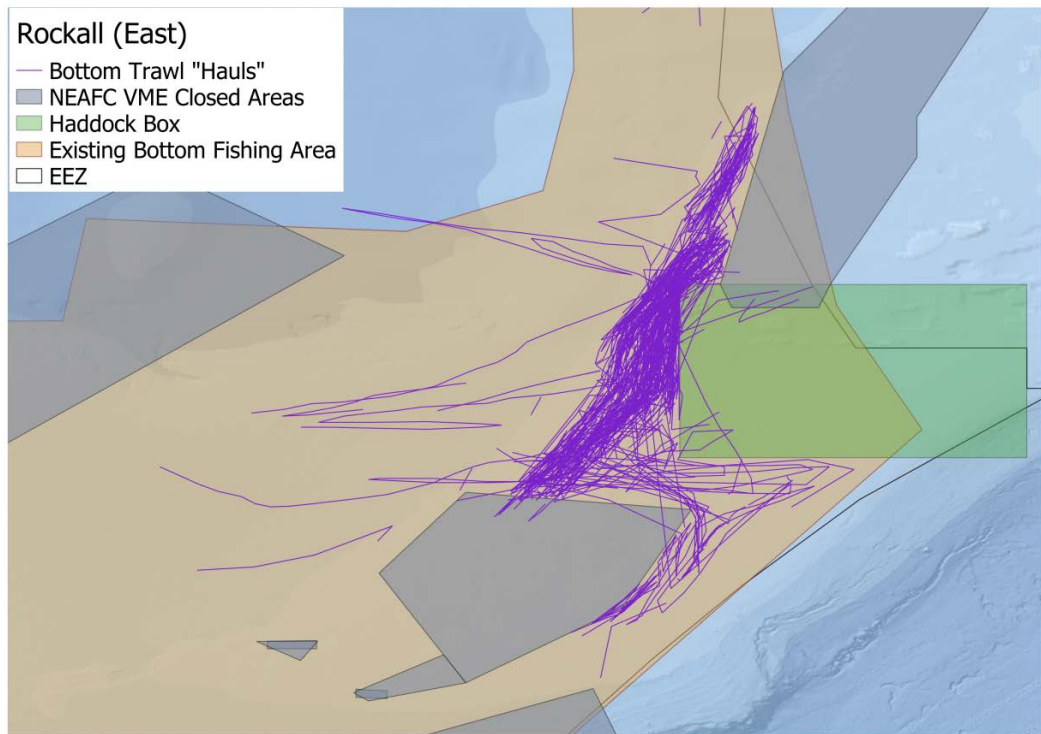 Rockall (East)
Bottom Trawl "Hauls"
NEAFC VME Closed Areas
Haddock Box
Existing Bottom Fishing Area
EEZ